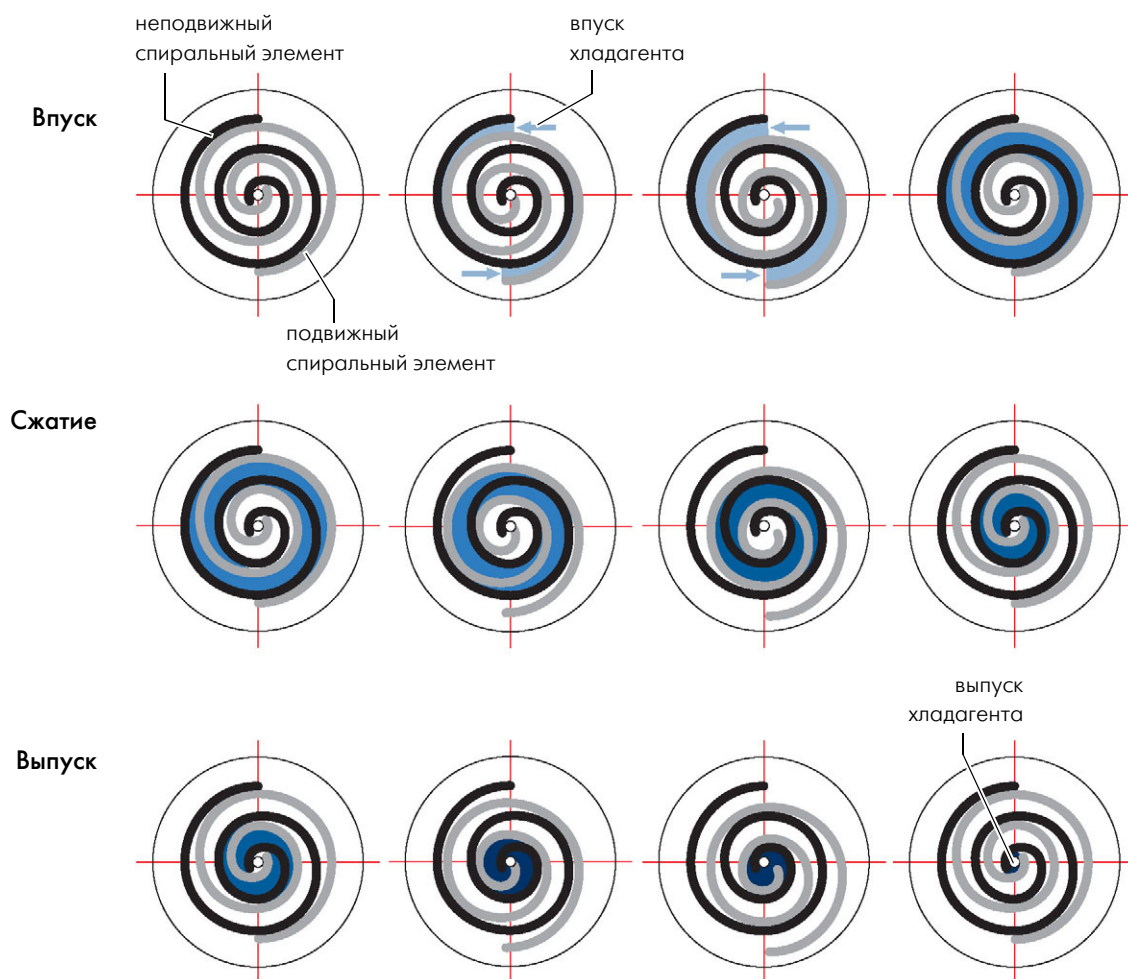 неподвижный
спиральный элемент
впуск
хладагента
Впуск
подвижный
спиральный элемент
Сжатие
выпуск
хладагента
Выпуск